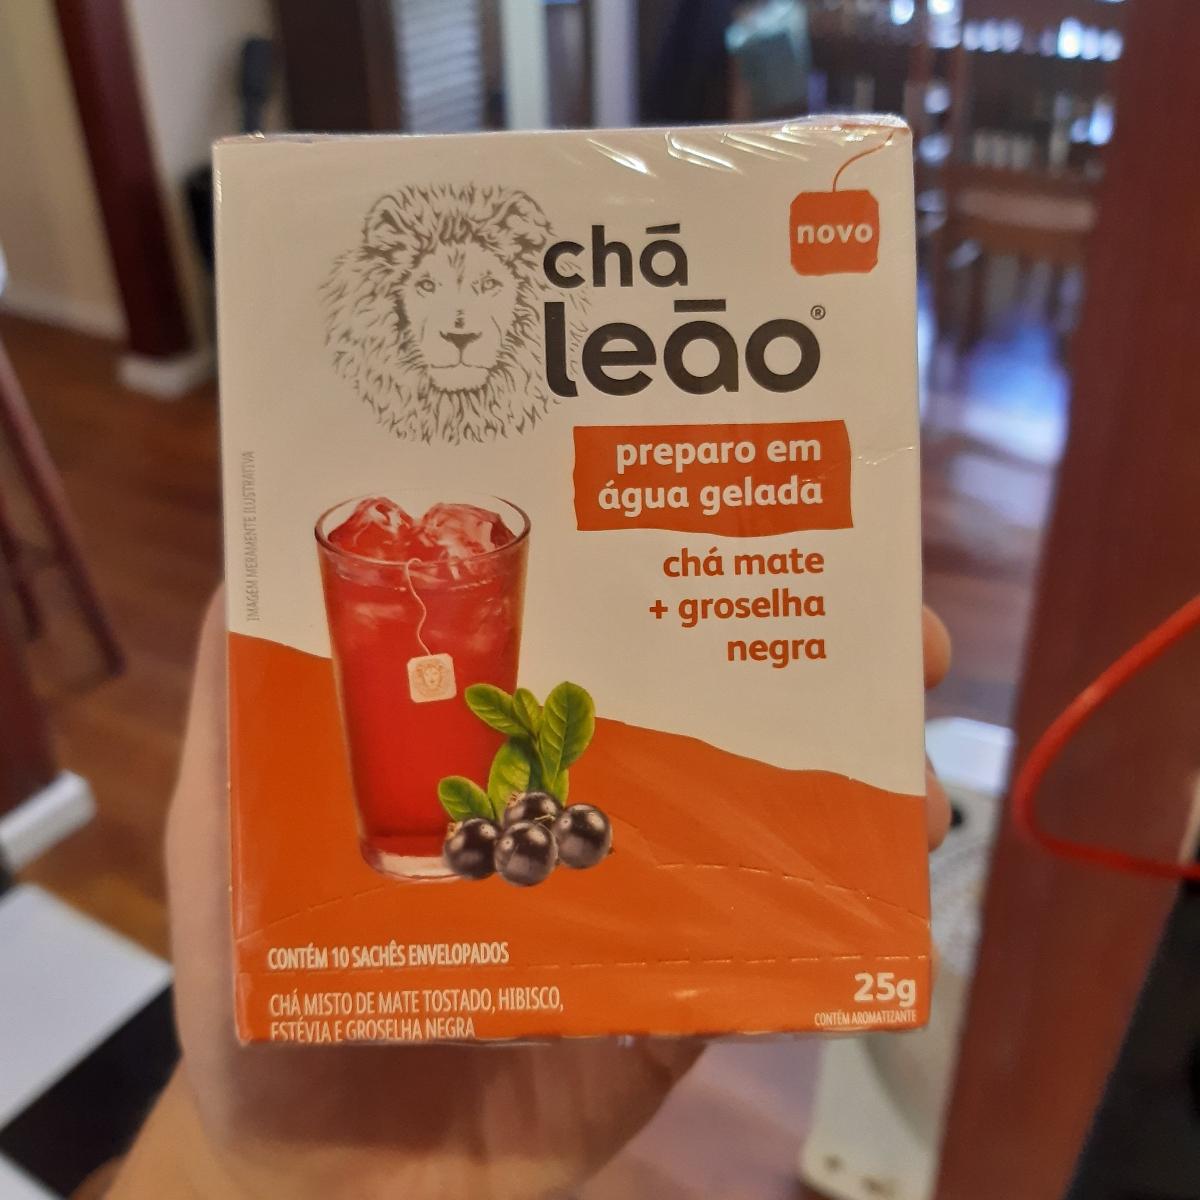 chá
leão®
novo
preparo em
água gelada
chá mate
+ groselha
negra
IMAGEM MERAMENTE ILUSTRATIVA
CONTÉM 10 SACHÊS ENVELOPADOS
CHÁ MISTO DE MATE TOSTADO, HIBISCO,
ESTÉVIA E GROSELHA NEGRA
25g
CONTÉM AROMATIZANTE